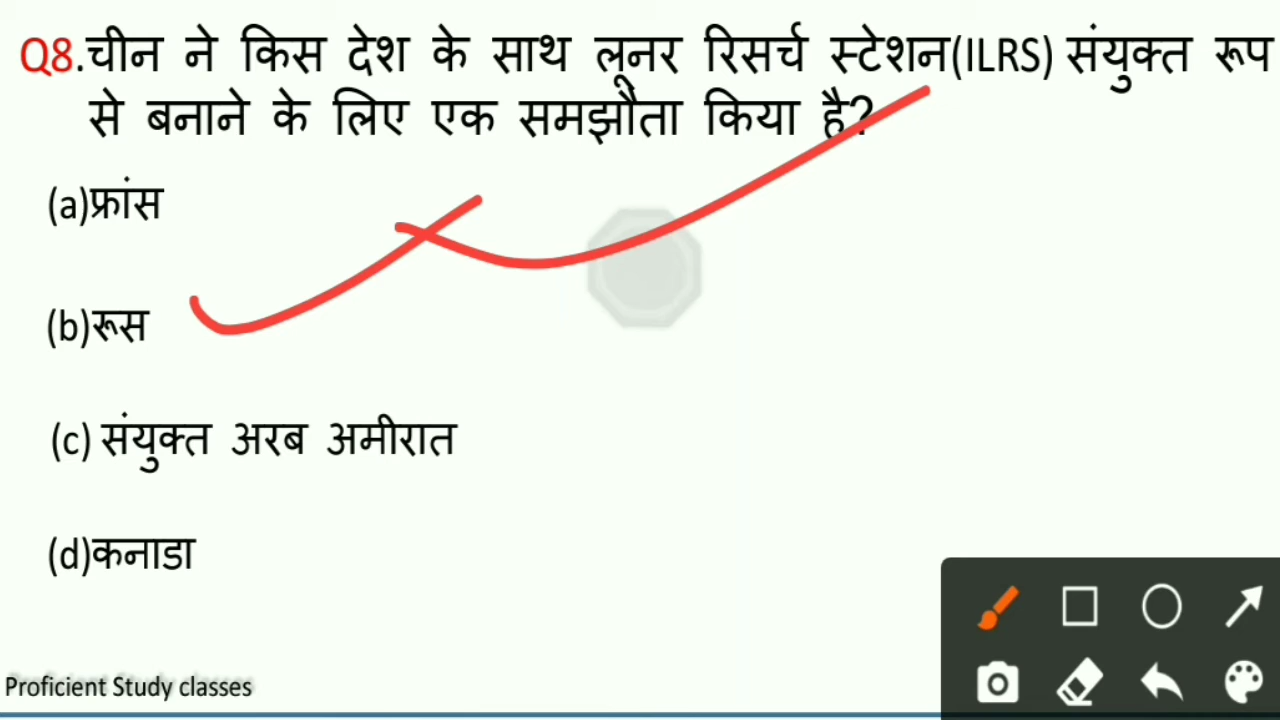 Q8.चीन ने किस देश के साथ लूनर रिसर्च स्टेशन(ILRS) संयुक्त रूप
से बनाने के लिए एक समझौता किया है?
(a)फ्रांस
(b)रूस
(c) संयुक्त अरब अमीरात
(d)कनाडा
Proficient Study classes